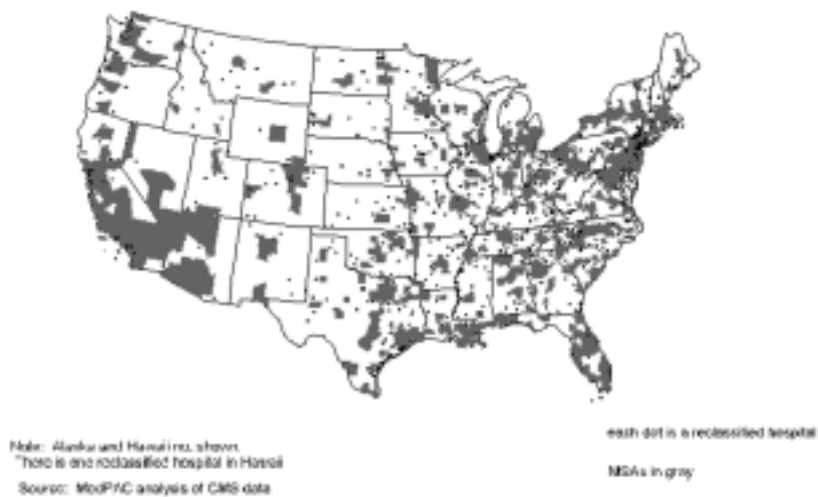 Note: Alaska and Hawaii no, shown.
There is one reclassified hospital in Hawaii
Source: MedPAC analysis of CMS data
each dot is a reclassified hospital
MSAs in gray